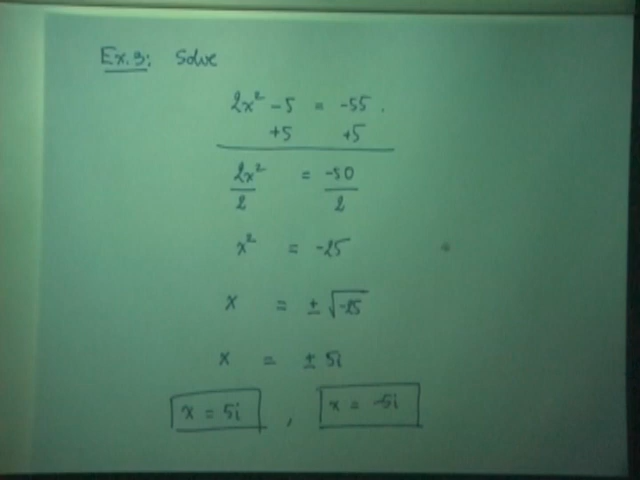 Ex.3: Solve
2x² - 5 = -55.
+5 +5
2x²/2 = -50/2
x² = -25
x = ± √-25
x = ± 5i
x = 5i , x = -5i